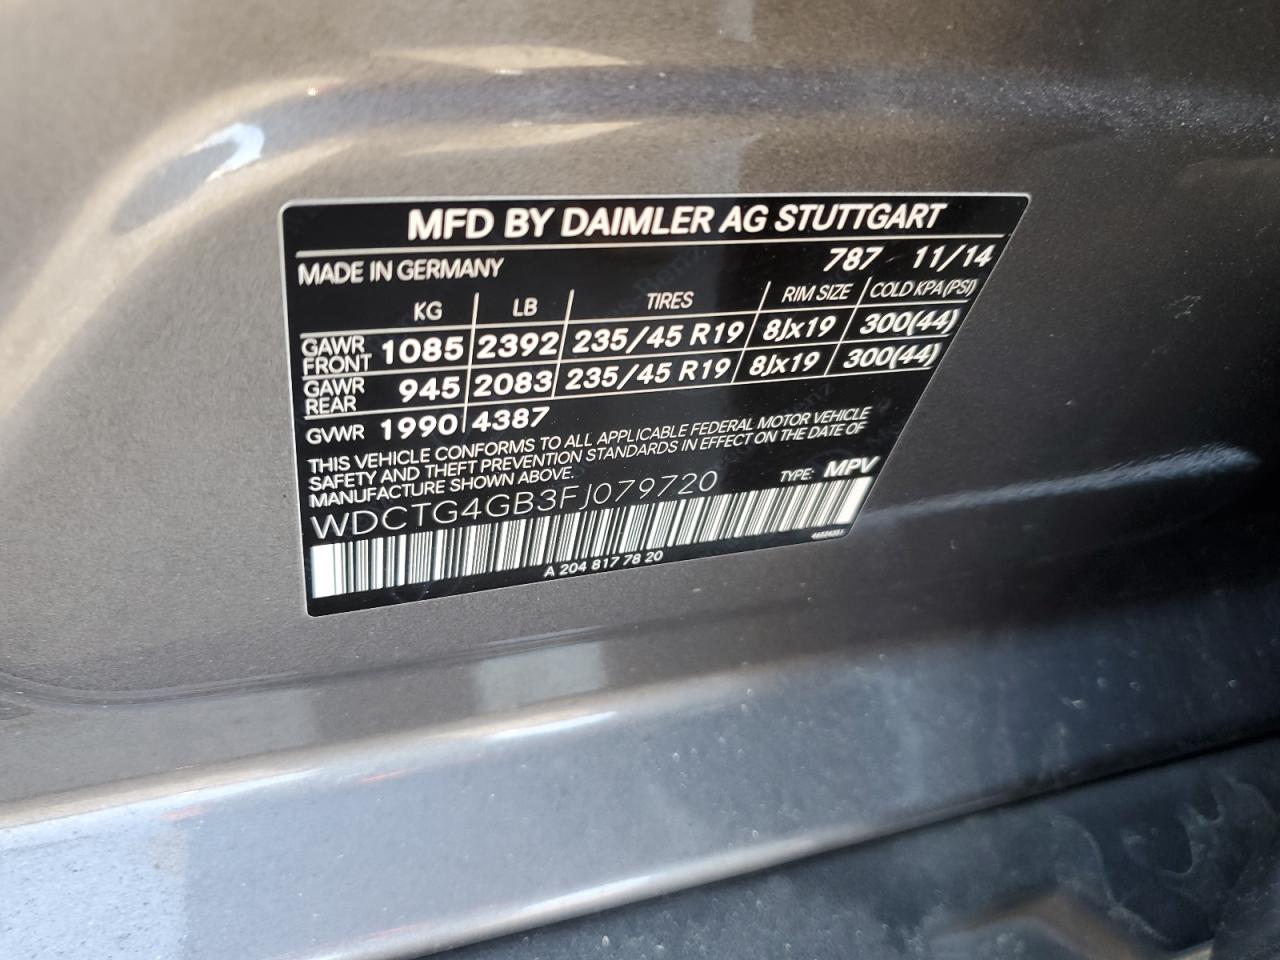 MFD BY DAIMLER AG STUTTGART
MADE IN GERMANY 787 11/14
KG LB TIRES RIM SIZE COLD KPA(PSI)
GAWR FRONT 1085 2392 235/45 R19 8Jx19 300(44)
GAWR REAR 945 2083 235/45 R19 8Jx19 300(44)
GVWR 1990 4387
THIS VEHICLE CONFORMS TO ALL APPLICABLE FEDERAL MOTOR VEHICLE
SAFETY AND THEFT PREVENTION STANDARDS IN EFFECT ON THE DATE OF
MANUFACTURE SHOWN ABOVE. TYPE: MPV
WDCTG4GB3FJ079720
A 204 817 78 20